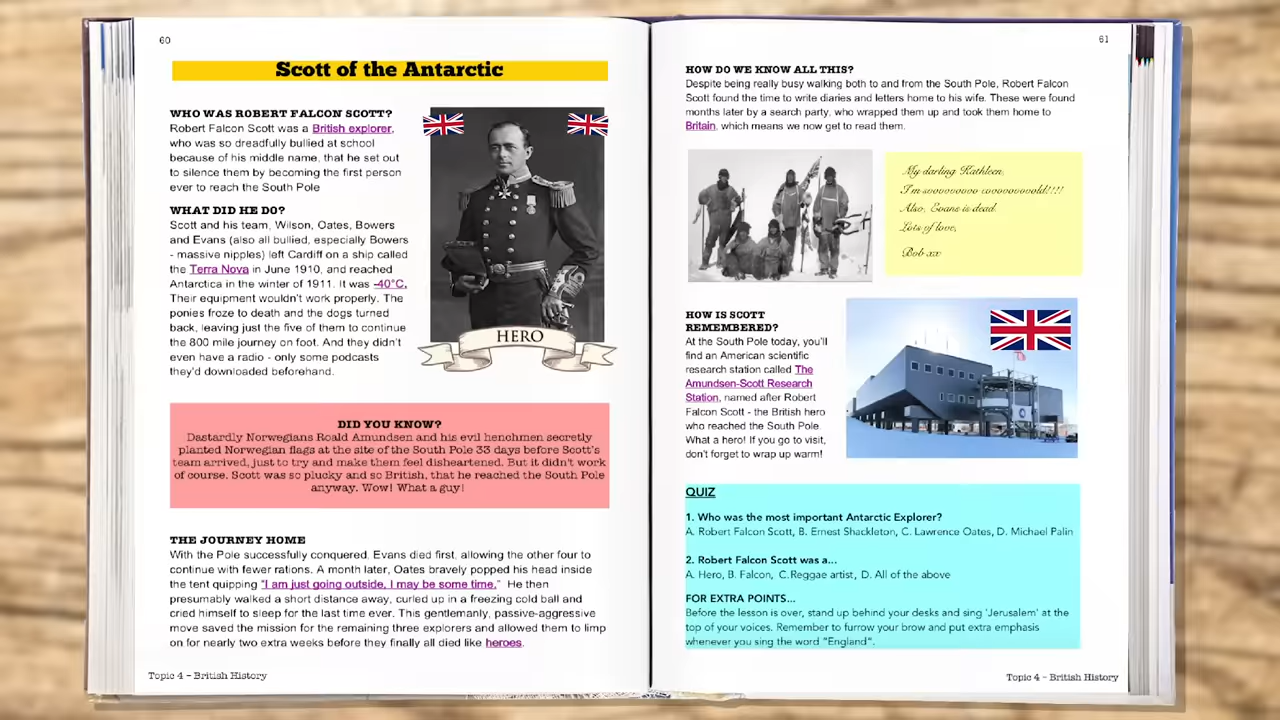 60
Scott of the Antarctic
WHO WAS ROBERT FALCON SCOTT?
Robert Falcon Scott was a British explorer,
who was so dreadfully bullied at school
because of his middle name, that he set out
to silence them by becoming the first person
ever to reach the South Pole
WHAT DID HE DO?
Scott and his team, Wilson, Oates, Bowers
and Evans (also all bullied, especially Bowers
- massive nipples) left Cardiff on a ship called
the Terra Nova in June 1910, and reached
Antarctica in the winter of 1911. It was -40°C.
Their equipment wouldn't work properly. The
ponies froze to death and the dogs turned
back, leaving just the five of them to continue
the 800 mile journey on foot. And they didn't
even have a radio - only some podcasts
they'd downloaded beforehand.
HERO
DID YOU KNOW?
Dastardly Norwegians Roald Amundsen and his evil henchmen secretly
planted Norwegian flags at the site of the South Pole 33 days before Scott's
team arrived, just to try and make them feel disheartened. But it didn't work
of course. Scott was so plucky and so British, that he reached the South Pole
anyway. Wow! What a guy!
THE JOURNEY HOME
With the Pole successfully conquered, Evans died first, allowing the other four to
continue with fewer rations. A month later, Oates bravely popped his head inside
the tent quipping "I am just going outside, I may be some time." He then
presumably walked a short distance away, curled up in a freezing cold ball and
cried himself to sleep for the last time ever. This gentlemanly, passive-aggressive
move saved the mission for the remaining three explorers and allowed them to limp
on for nearly two extra weeks before they finally all died like heroes.
Topic 4 - British History
61
HOW DO WE KNOW ALL THIS?
Despite being really busy walking both to and from the South Pole, Robert Falcon
Scott found the time to write diaries and letters home to his wife. These were found
months later by a search party, who wrapped them up and took them home to
Britain, which means we now get to read them.
My darling Kathleen,
I'm sooooooooo cooooooooold!!!!
Also, Evans is dead.
Lots of love,
Bob xx
HOW IS SCOTT
REMEMBERED?
At the South Pole today, you'll
find an American scientific
research station called The
Amundsen-Scott Research
Station, named after Robert
Falcon Scott - the British hero
who reached the South Pole.
What a hero! If you go to visit,
don't forget to wrap up warm!
QUIZ
1. Who was the most important Antarctic Explorer?
A. Robert Falcon Scott, B. Ernest Shackleton, C. Lawrence Oates, D. Michael Palin
2. Robert Falcon Scott was a...
A. Hero, B. Falcon, C.Reggae artist, D. All of the above
FOR EXTRA POINTS...
Before the lesson is over, stand up behind your desks and sing 'Jerusalem' at the
top of your voices. Remember to furrow your brow and put extra emphasis
whenever you sing the word "England".
Topic 4 - British History